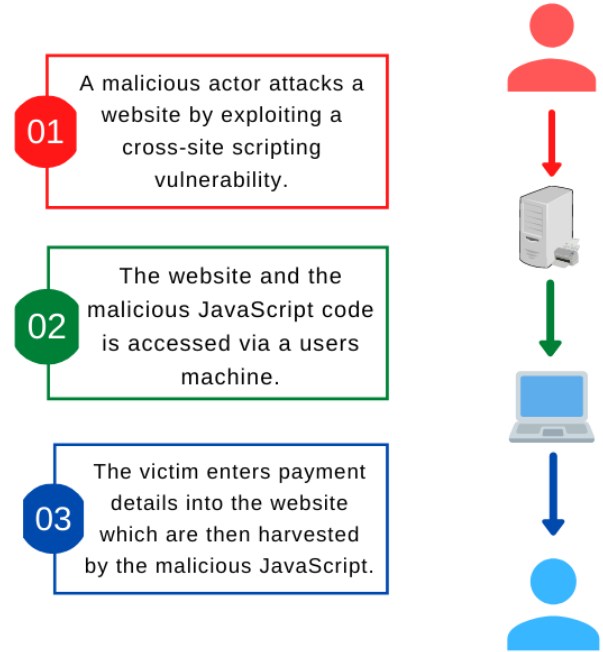 01
A malicious actor attacks a
website by exploiting a
cross-site scripting
vulnerability.
02
The website and the
malicious JavaScript code
is accessed via a users
machine.
03
The victim enters payment
details into the website
which are then harvested
by the malicious JavaScript.